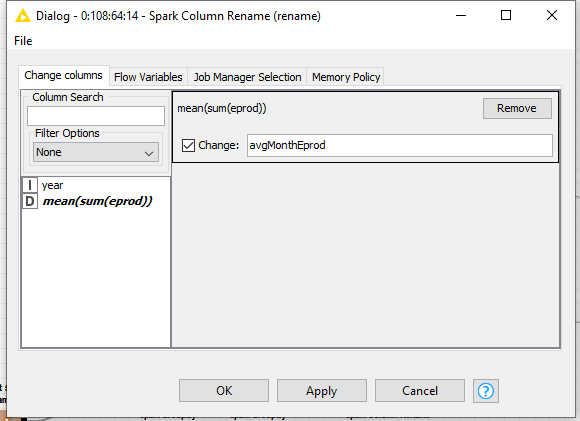 Dialog - 0:108:64:14 - Spark Column Rename (rename)
File
Change columns Flow Variables Job Manager Selection Memory Policy
Column Search
Filter Options
None
I year
D mean(sum(eprod))
mean(sum(eprod)) Remove
Change: avgMonthEprod
OK Apply Cancel ?